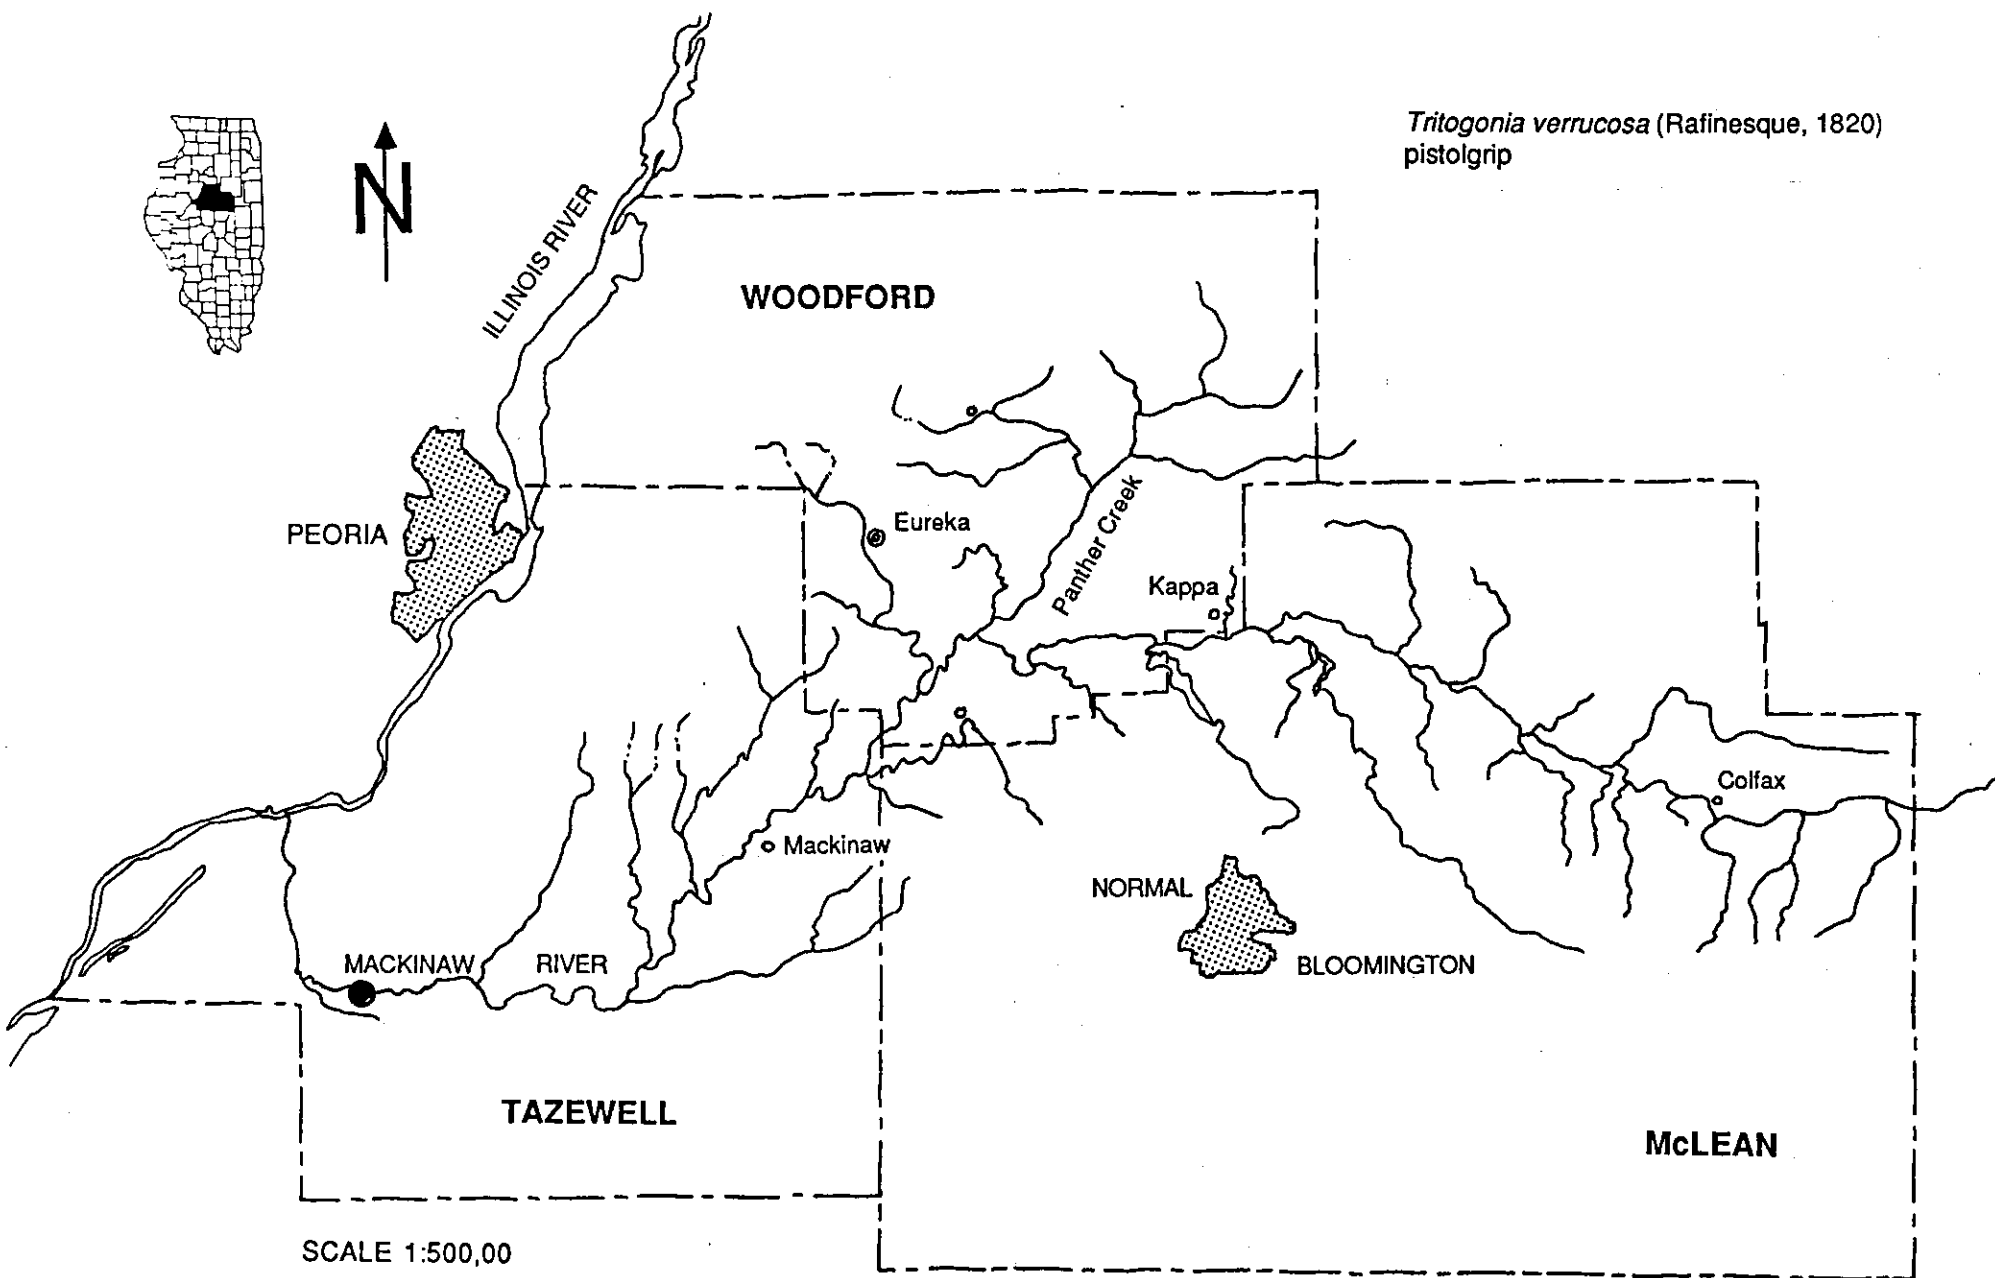 Tritogonia verrucosa (Rafinesque, 1820)
pistolgrip
N
ILLINOIS RIVER
WOODFORD
PEORIA
Eureka
Panther Creek
Kappa
Colfax
Mackinaw
NORMAL
BLOOMINGTON
MACKINAW RIVER
TAZEWELL
McLEAN
SCALE 1:500,00